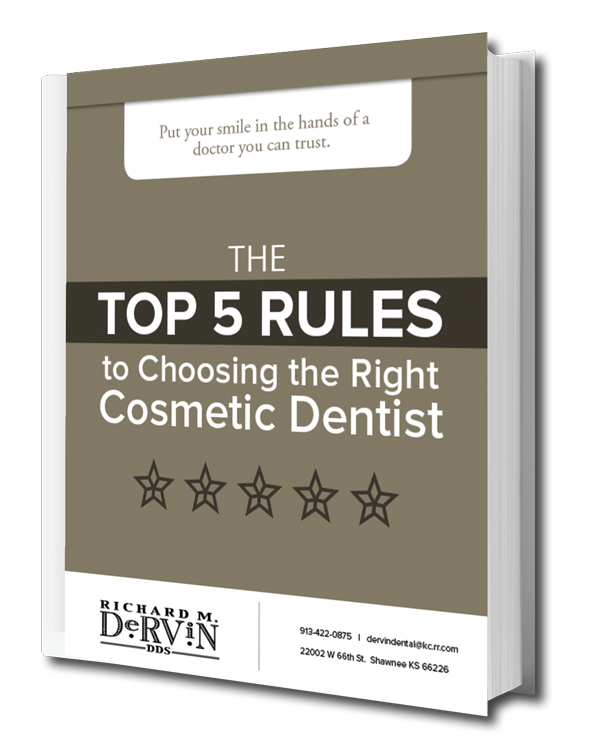 Put your smile in the hands of a
doctor you can trust.
THE
TOP 5 RULES
to Choosing the Right
Cosmetic Dentist
RICHARD M.
DeRViN
DDS
913-422-0875 | dervindental@kc.rr.com
22002 W 66th St. Shawnee KS 66226